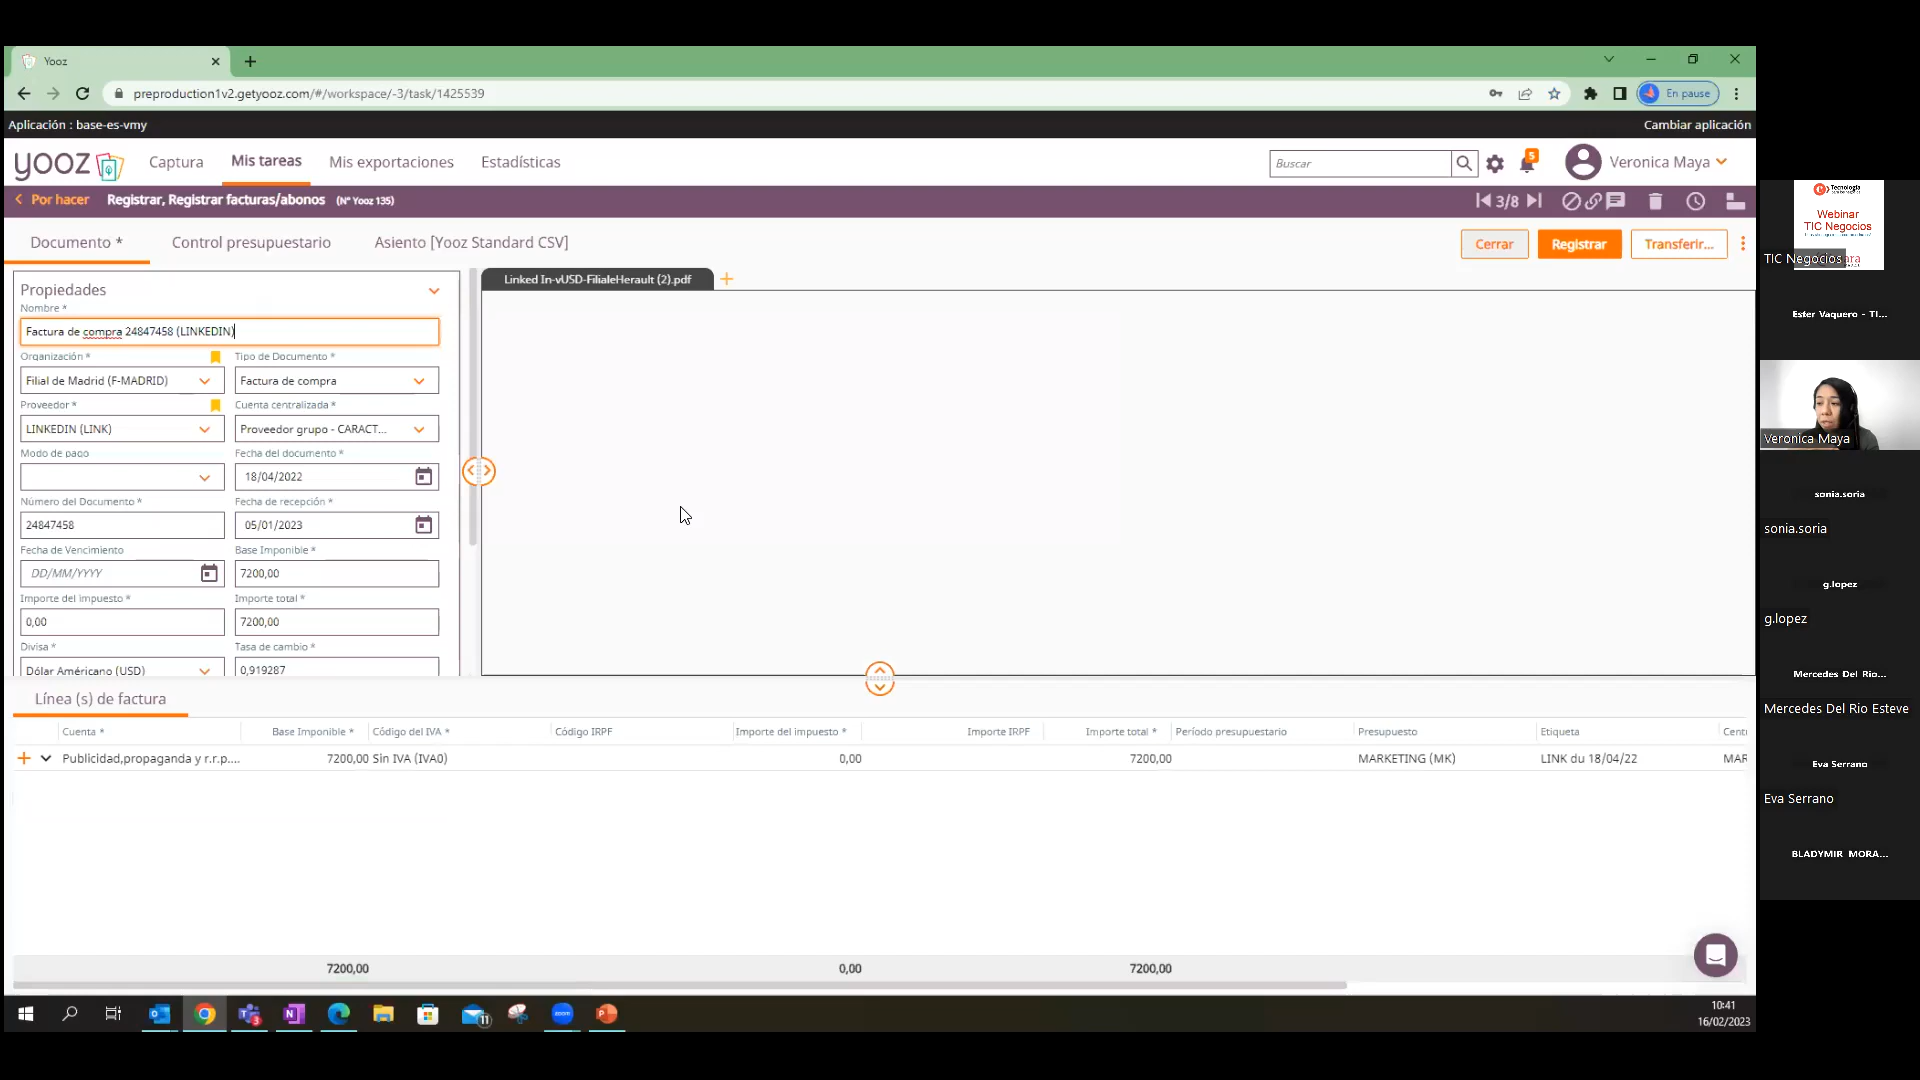 Yooz
preproduction1v2.getyooz.com/#/workspace/-3/task/1425539
En pause
Aplicación : base-es-vmy
Cambiar aplicación
yooz
Captura
Mis tareas
Mis exportaciones
Estadísticas
Buscar
5
Veronica Maya
Por hacer
Registrar, Registrar facturas/abonos (N° Yooz 135)
3/8
Documento *
Control presupuestario
Asiento [Yooz Standard CSV]
Cerrar
Registrar
Transferir...
Propiedades
Linked In-vUSD-FilialeHerault (2).pdf
Nombre *
Factura de compra 24847458 (LINKEDIN)
Organización *
Tipo de Documento *
Filial de Madrid (F-MADRID)
Factura de compra
Proveedor *
Cuenta centralizada *
LINKEDIN (LINK)
Proveedor grupo - CARACT...
Modo de pago
Fecha del documento *
18/04/2022
Número del Documento *
Fecha de recepción *
24847458
05/01/2023
Fecha de Vencimiento
Base Imponible *
DD/MM/YYYY
7200,00
Importe del impuesto *
Importe total *
0,00
7200,00
Divisa *
Tasa de cambio *
Dólar Américano (USD)
0,919287
Línea (s) de factura
Cuenta *
Base Imponible *
Código del IVA *
Código IRPF
Importe del impuesto *
Importe IRPF
Importe total *
Período presupuestario
Presupuesto
Etiqueta
Centr
Publicidad,propaganda y r.r.p....
7200,00
Sin IVA (IVA0)
0,00
7200,00
MARKETING (MK)
LINK du 18/04/22
MAR
7200,00
0,00
7200,00
3
11
zoom
10:41
16/02/2023
Tecnología
Webinar
TIC Negocios
TIC Negocios
ara
Ester Vaquero - TI...
Veronica Maya
sonia.soria
sonia.soria
g.lopez
g.lopez
Mercedes Del Rio...
Mercedes Del Rio Esteve
Eva Serrano
Eva Serrano
BLADYMIR MORA...